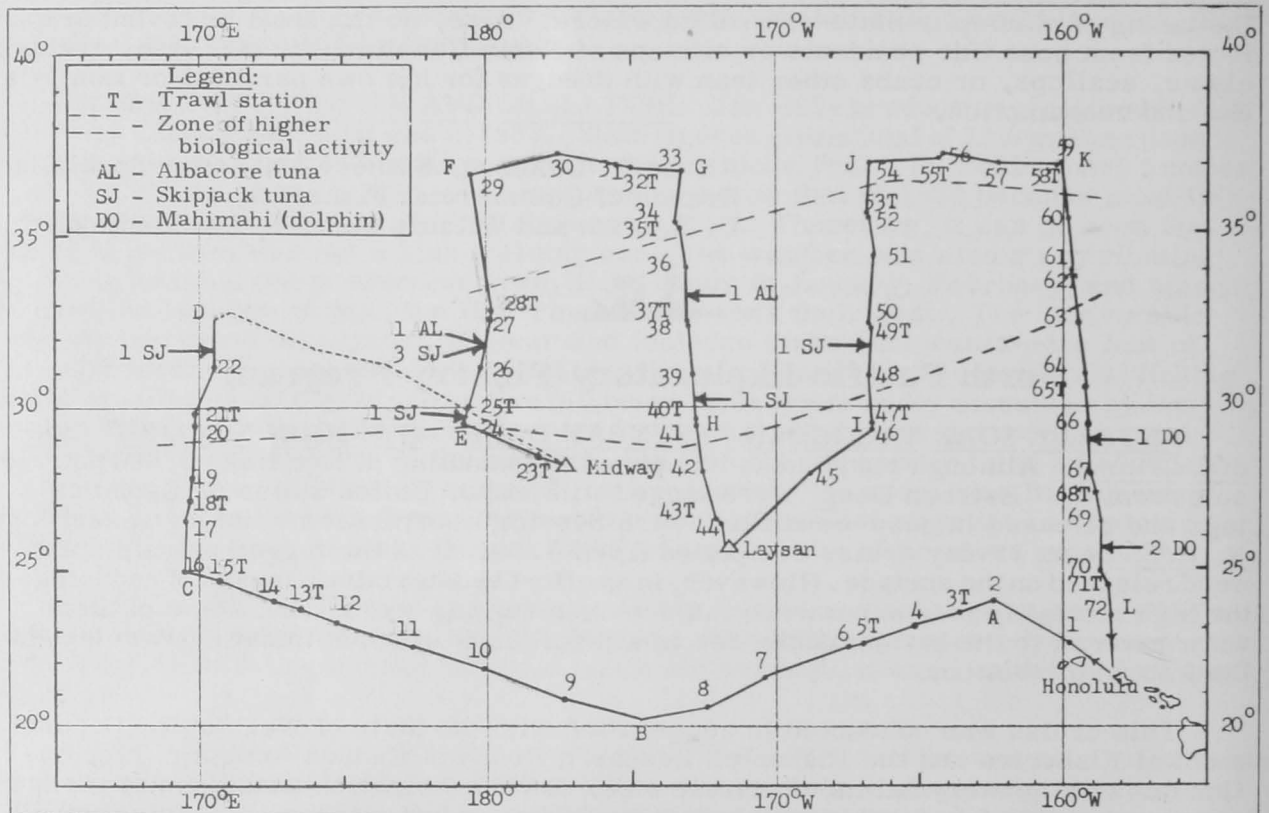 170°E 180° 170°W 160°W
40° 40°
Legend:
T - Trawl station
Zone of higher
biological activity
AL - Albacore tuna
SJ - Skipjack tuna
DO - Mahimahi (dolphin)
F 29 30 31 32T 33 G
J 54 55T 56 57 58T 59 K
34 35T 36
53T 52 51
60 61 62T 63
35° 35°
D
1 SJ
22
28T
27
1 AL
3 SJ
26
1 AL
37T
38
39
1 SJ
50
49T
48
64
65T
30° 30°
21T
20
1 SJ
25T
E 24
23T
Midway
40T H
41
1 SJ
42
47T
I
46
45
66
1 DO
67
68T
69
19
18T
17
43T
44
Laysan
2 DO
25° 25°
16 15T
C
14
13T
12
11
10
9
B
8
7
6 5T
4
3T
2
A
1
70
71T
72 L
Honolulu
20° 20°
170°E 180° 170°W 160°W